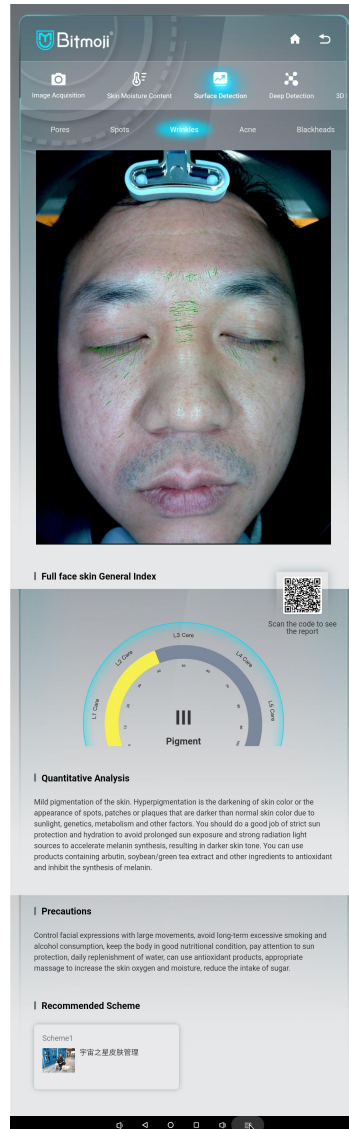 Bitmoji
Image Acquisition
Skin Moisture Content
Surface Detection
Deep Detection
3D
Pores
Spots
Wrinkles
Acne
Blackheads
Full face skin General Index
Scan the code to see
the report
L1 Care
L2 Care
L3 Care
L4 Care
L5 Care
III
Pigment
Quantitative Analysis
Mild pigmentation of the skin. Hyperpigmentation is the darkening of skin color or the
appearance of spots, patches or plaques that are darker than normal skin color due to
sunlight, genetics, metabolism and other factors. You should do a good job of strict sun
protection and hydration to avoid prolonged sun exposure and strong radiation light
sources to accelerate melanin synthesis, resulting in darker skin tone. You can use
products containing arbutin, soybean/green tea extract and other ingredients to antioxidant
and inhibit the synthesis of melanin.
Precautions
Control facial expressions with large movements, avoid long-term excessive smoking and
alcohol consumption, keep the body in good nutritional condition, pay attention to sun
protection, daily replenishment of water, can use antioxidant products, appropriate
massage to increase the skin oxygen and moisture, reduce the intake of sugar.
Recommended Scheme
Scheme1
宇宙之星皮肤管理